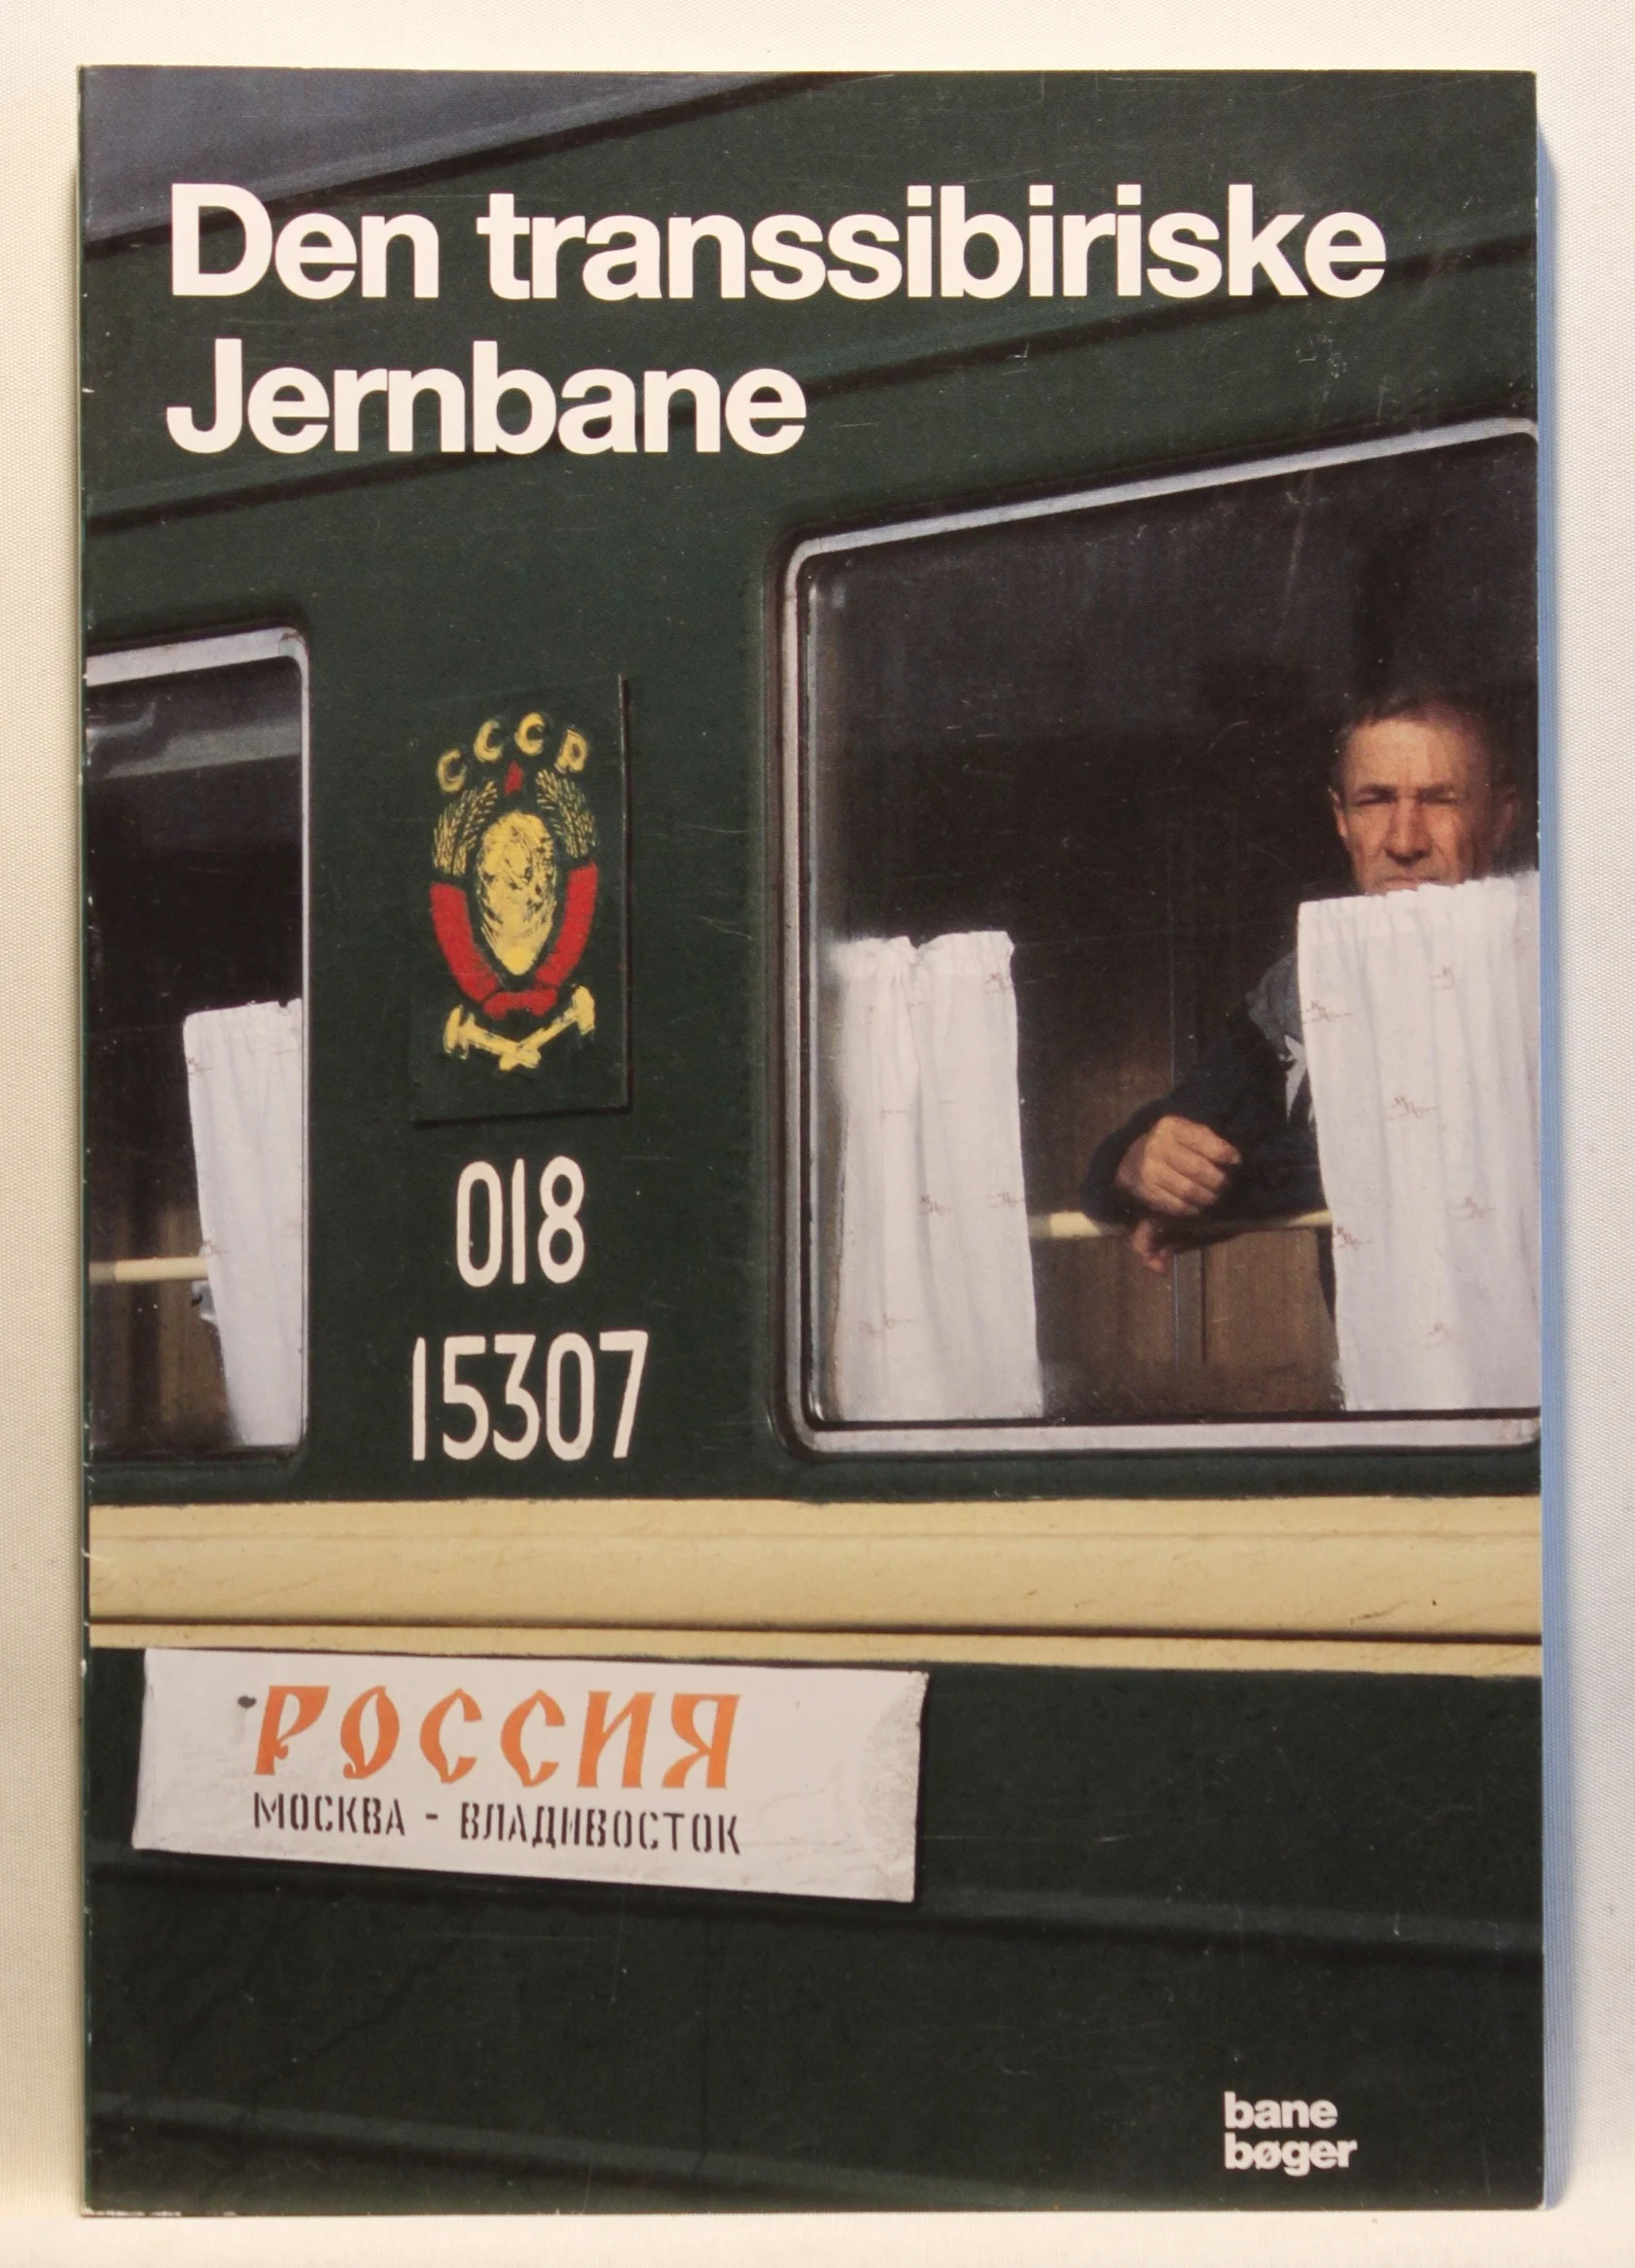 Den transsibiriske
Jernbane
СССР
018
15307
РОССИЯ
МОСКВА - ВЛАДИВОСТОК
bane
bøger